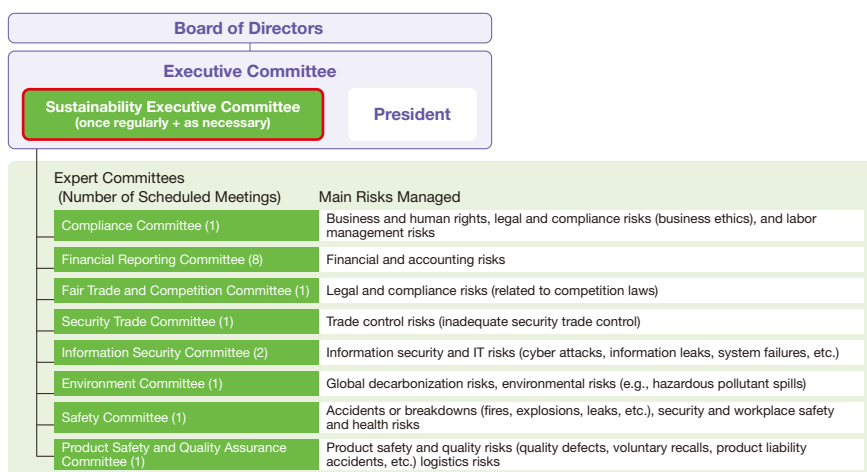 Board of Directors
Executive Committee
Sustainability Executive Committee
(once regularly + as necessary)
President
Expert Committees
(Number of Scheduled Meetings)
Main Risks Managed
Compliance Committee (1)
Business and human rights, legal and compliance risks (business ethics), and labor
management risks
Financial Reporting Committee (8)
Financial and accounting risks
Fair Trade and Competition Committee (1)
Legal and compliance risks (related to competition laws)
Security Trade Committee (1)
Trade control risks (inadequate security trade control)
Information Security Committee (2)
Information security and IT risks (cyber attacks, information leaks, system failures, etc.)
Environment Committee (1)
Global decarbonization risks, environmental risks (e.g., hazardous pollutant spills)
Safety Committee (1)
Accidents or breakdowns (fires, explosions, leaks, etc.), security and workplace safety
and health risks
Product Safety and Quality Assurance
Committee (1)
Product safety and quality risks (quality defects, voluntary recalls, product liability
accidents, etc.) logistics risks